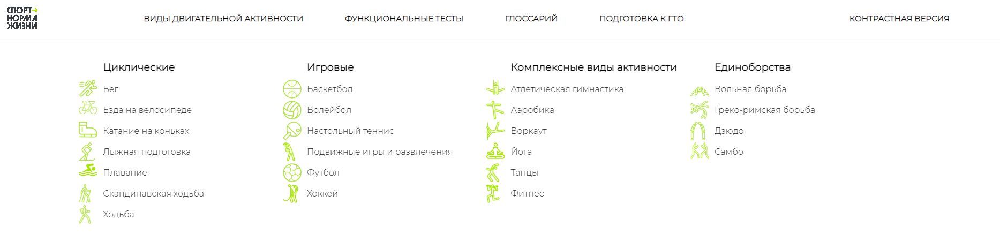 СПОРТ→
НОРМА
ЖИЗНИ
ВИДЫ ДВИГАТЕЛЬНОЙ АКТИВНОСТИ
ФУНКЦИОНАЛЬНЫЕ ТЕСТЫ
ГЛОССАРИЙ
ПОДГОТОВКА К ГТО
КОНТРАСТНАЯ ВЕРСИЯ
Циклические
Бег
Езда на велосипеде
Катание на коньках
Лыжная подготовка
Плавание
Скандинавская ходьба
Ходьба
Игровые
Баскетбол
Волейбол
Настольный теннис
Подвижные игры и развлечения
Футбол
Хоккей
Комплексные виды активности
Атлетическая гимнастика
Аэробика
Воркаут
Йога
Танцы
Фитнес
Единоборства
Вольная борьба
Греко-римская борьба
Дзюдо
Самбо